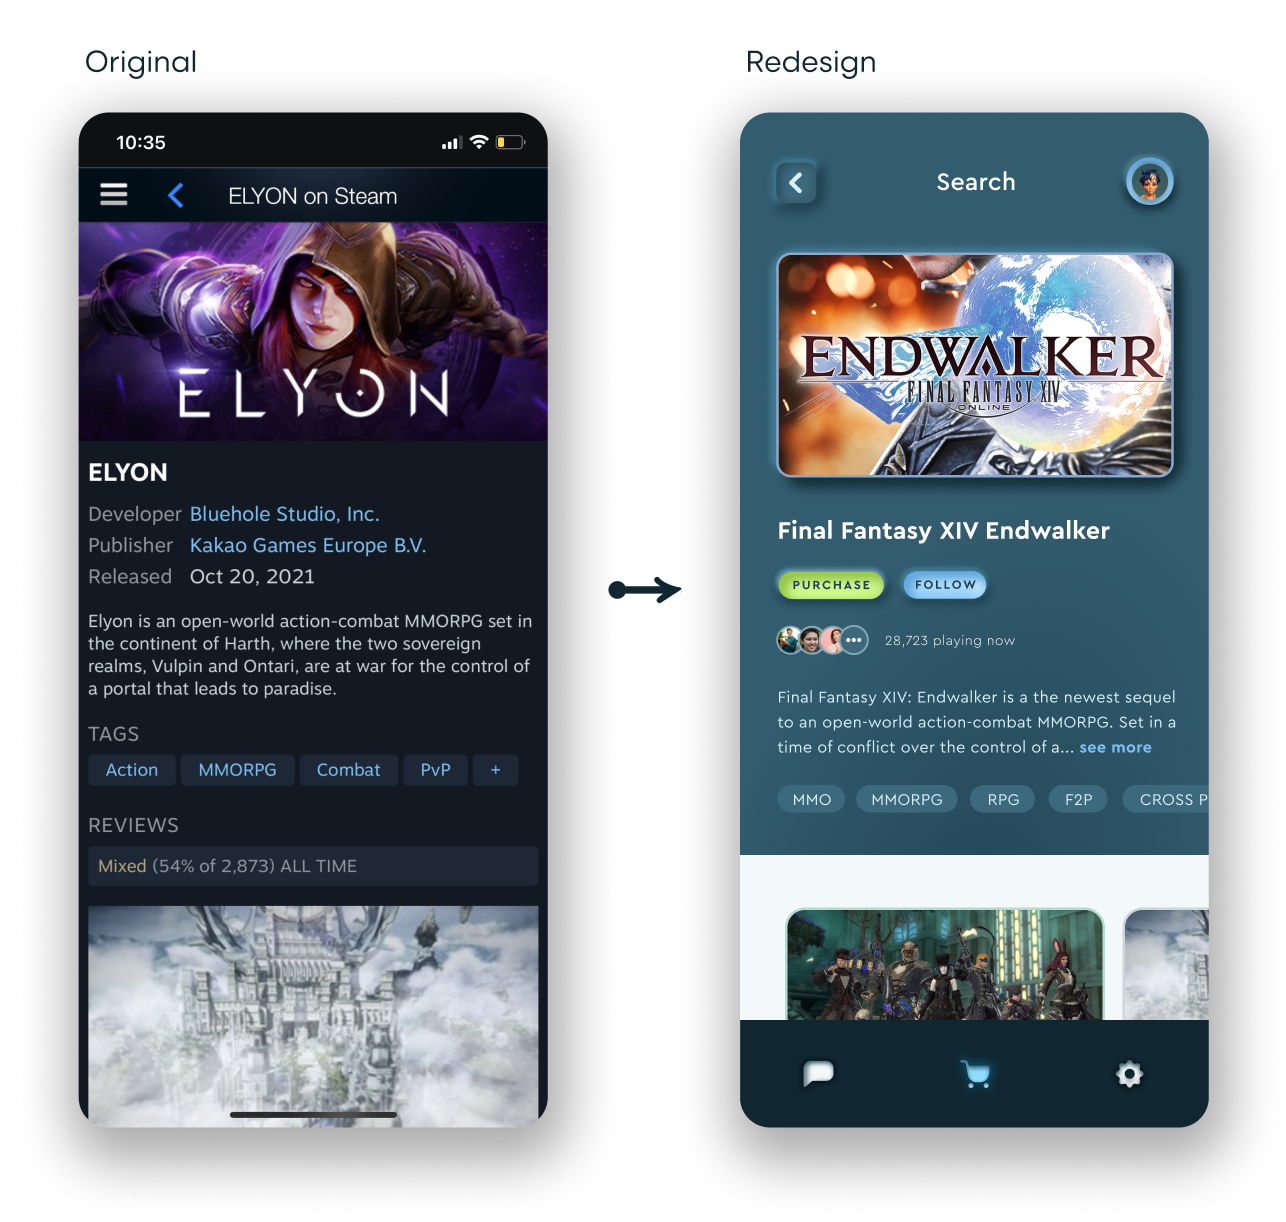 Original
10:35
ELYON on Steam
ELYON
ELYON
Developer Bluehole Studio, Inc.
Publisher Kakao Games Europe B.V.
Released Oct 20, 2021
Elyon is an open-world action-combat MMORPG set in
the continent of Harth, where the two sovereign
realms, Vulpin and Ontari, are at war for the control of
a portal that leads to paradise.
TAGS
Action MMORPG Combat PvP +
REVIEWS
Mixed (54% of 2,873) ALL TIME
Redesign
Search
ENDWALKER
FINAL FANTASY XIV
ONLINE
Final Fantasy XIV Endwalker
PURCHASE FOLLOW
28,723 playing now
Final Fantasy XIV: Endwalker is a the newest sequel
to an open-world action-combat MMORPG. Set in a
time of conflict over the control of a... see more
MMO MMORPG RPG F2P CROSS P